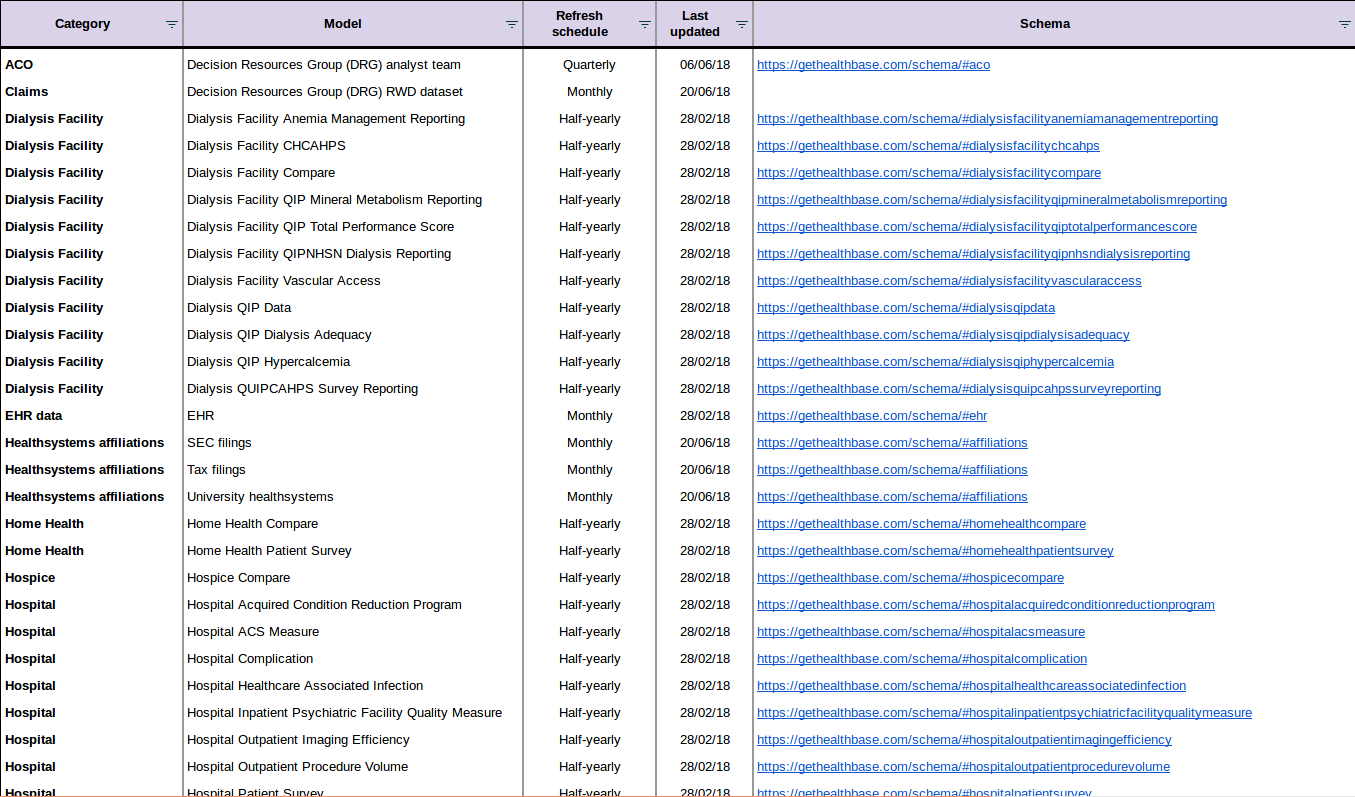 Category Model Refresh schedule Last updated Schema
ACO Decision Resources Group (DRG) analyst team Quarterly 06/06/18 https://gethealthbase.com/schema/#aco
Claims Decision Resources Group (DRG) RWD dataset Monthly 20/06/18
Dialysis Facility Dialysis Facility Anemia Management Reporting Half-yearly 28/02/18 https://gethealthbase.com/schema/#dialysisfacilityanemiamanagementreporting
Dialysis Facility Dialysis Facility CHCAHPS Half-yearly 28/02/18 https://gethealthbase.com/schema/#dialysisfacilitychcahps
Dialysis Facility Dialysis Facility Compare Half-yearly 28/02/18 https://gethealthbase.com/schema/#dialysisfacilitycompare
Dialysis Facility Dialysis Facility QIP Mineral Metabolism Reporting Half-yearly 28/02/18 https://gethealthbase.com/schema/#dialysisfacilityqipmineralmetabolismreporting
Dialysis Facility Dialysis Facility QIP Total Performance Score Half-yearly 28/02/18 https://gethealthbase.com/schema/#dialysisfacilityqiptotalperformancescore
Dialysis Facility Dialysis Facility QIPNHSN Dialysis Reporting Half-yearly 28/02/18 https://gethealthbase.com/schema/#dialysisfacilityqipnhsndialysisreporting
Dialysis Facility Dialysis Facility Vascular Access Half-yearly 28/02/18 https://gethealthbase.com/schema/#dialysisfacilityvascularaccess
Dialysis Facility Dialysis QIP Data Half-yearly 28/02/18 https://gethealthbase.com/schema/#dialysisqipdata
Dialysis Facility Dialysis QIP Dialysis Adequacy Half-yearly 28/02/18 https://gethealthbase.com/schema/#dialysisqipdialysisadequacy
Dialysis Facility Dialysis QIP Hypercalcemia Half-yearly 28/02/18 https://gethealthbase.com/schema/#dialysisqiphypercalcemia
Dialysis Facility Dialysis QUIPCAHPS Survey Reporting Half-yearly 28/02/18 https://gethealthbase.com/schema/#dialysisquipcahpssurveyreporting
EHR data EHR Monthly 28/02/18 https://gethealthbase.com/schema/#ehr
Healthsystems affiliations SEC filings Monthly 20/06/18 https://gethealthbase.com/schema/#affiliations
Healthsystems affiliations Tax filings Monthly 20/06/18 https://gethealthbase.com/schema/#affiliations
Healthsystems affiliations University healthsystems Monthly 20/06/18 https://gethealthbase.com/schema/#affiliations
Home Health Home Health Compare Half-yearly 28/02/18 https://gethealthbase.com/schema/#homehealthcompare
Home Health Home Health Patient Survey Half-yearly 28/02/18 https://gethealthbase.com/schema/#homehealthpatientsurvey
Hospice Hospice Compare Half-yearly 28/02/18 https://gethealthbase.com/schema/#hospicecompare
Hospital Hospital Acquired Condition Reduction Program Half-yearly 28/02/18 https://gethealthbase.com/schema/#hospitalacquiredconditionreductionprogram
Hospital Hospital ACS Measure Half-yearly 28/02/18 https://gethealthbase.com/schema/#hospitalacsmeasure
Hospital Hospital Complication Half-yearly 28/02/18 https://gethealthbase.com/schema/#hospitalcomplication
Hospital Hospital Healthcare Associated Infection Half-yearly 28/02/18 https://gethealthbase.com/schema/#hospitalhealthcareassociatedinfection
Hospital Hospital Inpatient Psychiatric Facility Quality Measure Half-yearly 28/02/18 https://gethealthbase.com/schema/#hospitalinpatientpsychiatricfacilityqualitymeasure
Hospital Hospital Outpatient Imaging Efficiency Half-yearly 28/02/18 https://gethealthbase.com/schema/#hospitaloutpatientimagingefficiency
Hospital Hospital Outpatient Procedure Volume Half-yearly 28/02/18 https://gethealthbase.com/schema/#hospitaloutpatientprocedurevolume
Hospital Hospital Patient Survey Half-yearly 28/02/18 https://gethealthbase.com/schema/#hospitalpatientsurvey